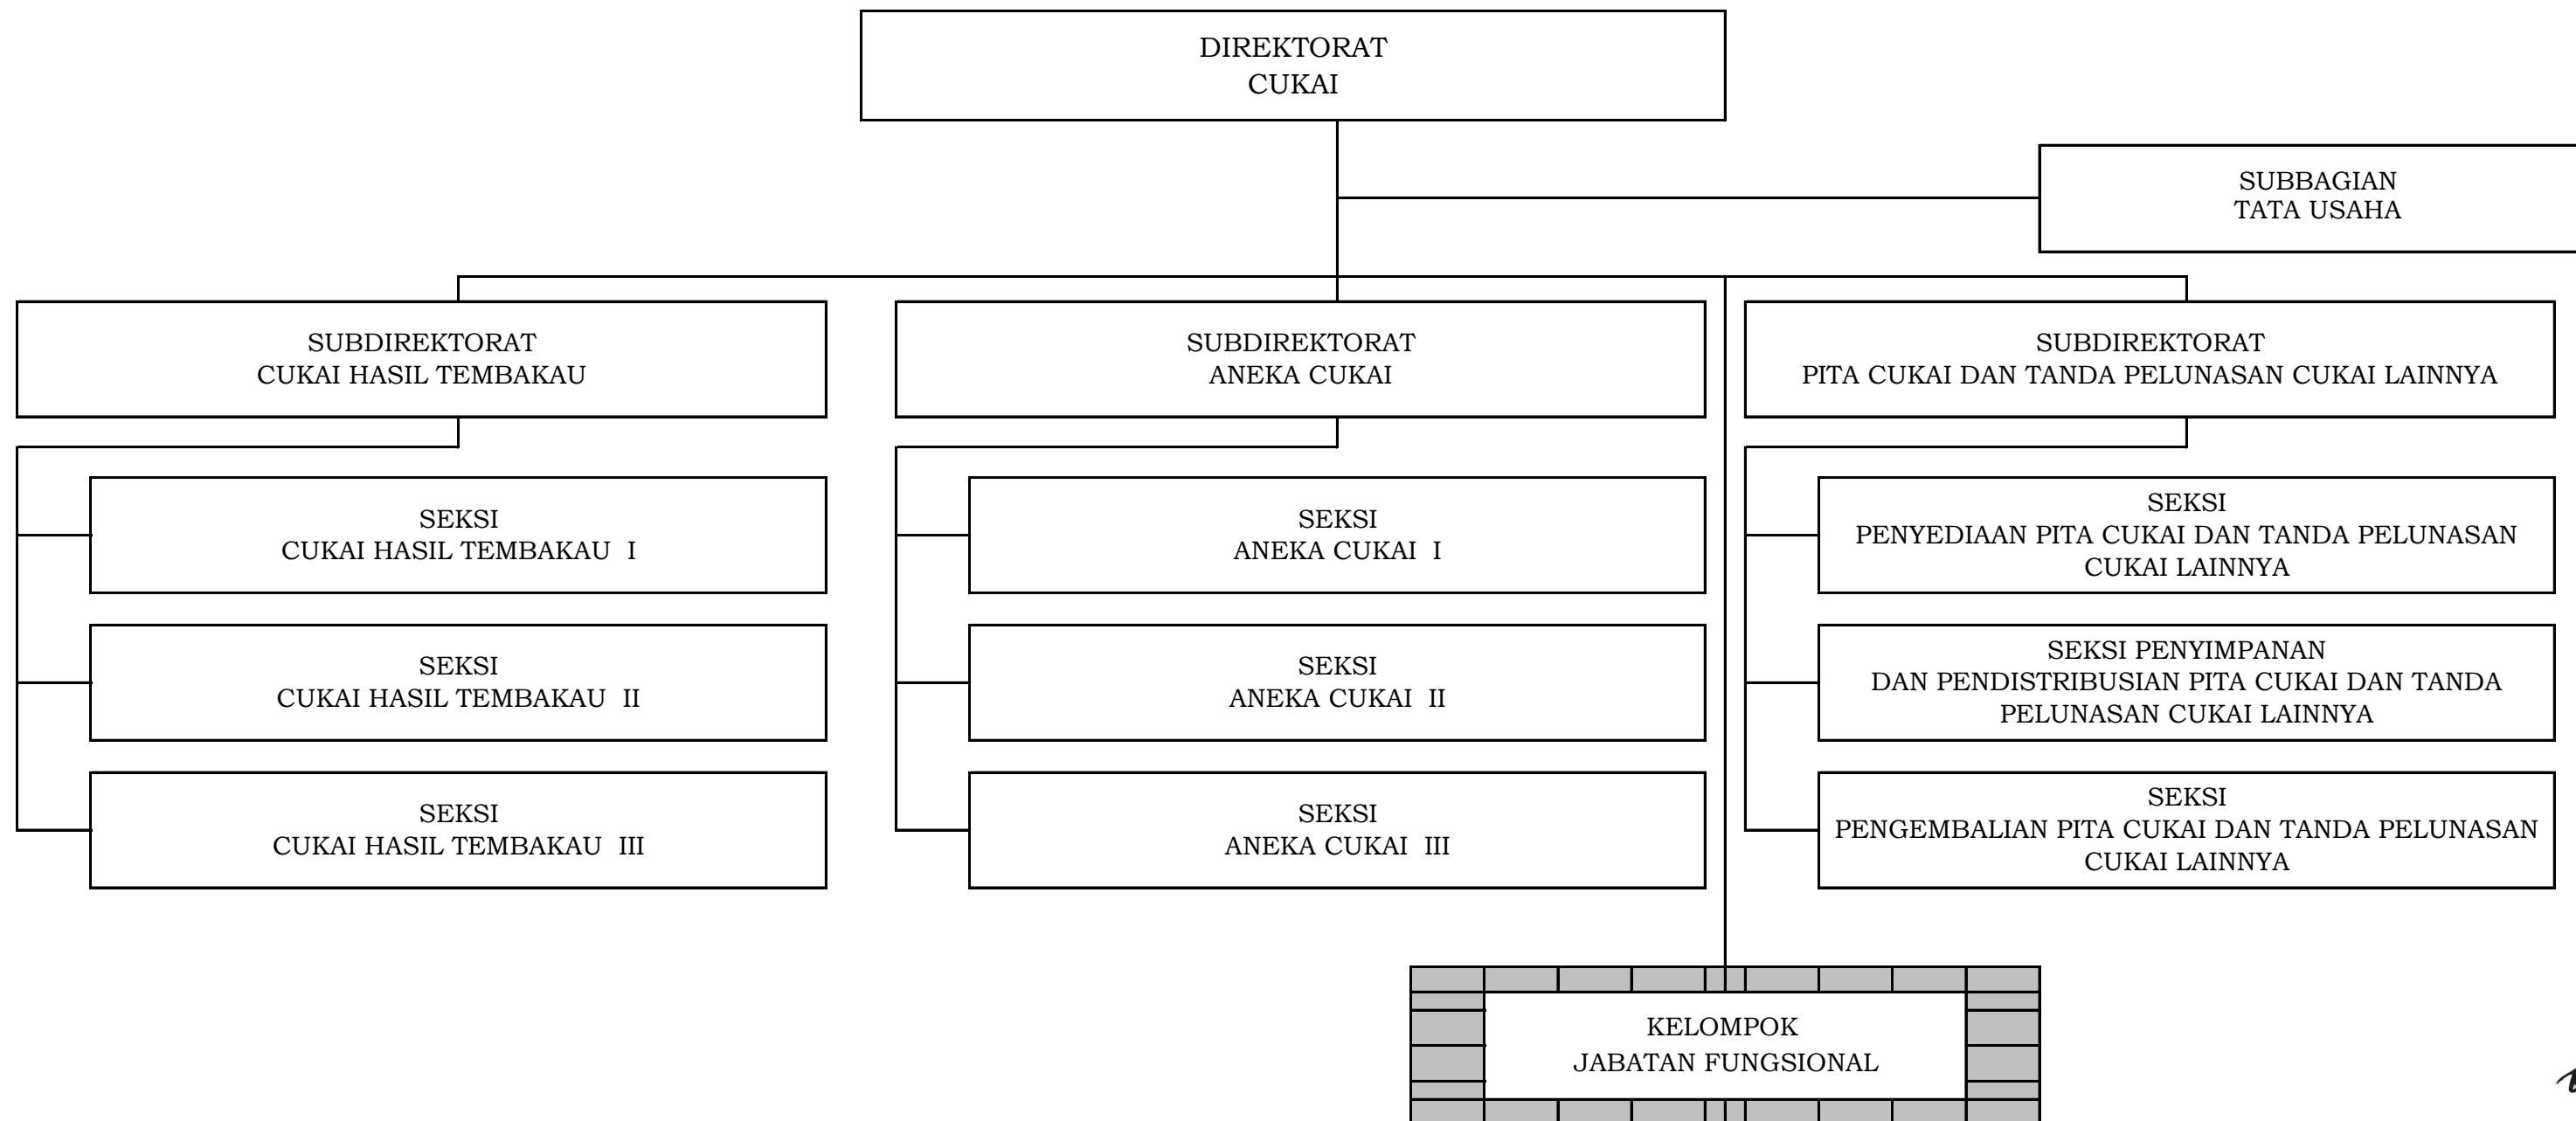 DIREKTORAT
CUKAI
SUBBAGIAN
TATA USAHA
SUBDIREKTORAT
CUKAI HASIL TEMBAKAU
SUBDIREKTORAT
ANEKA CUKAI
SUBDIREKTORAT
PITA CUKAI DAN TANDA PELUNASAN CUKAI LAINNYA
SEKSI
CUKAI HASIL TEMBAKAU  I
SEKSI
ANEKA CUKAI  I
SEKSI
PENYEDIAAN PITA CUKAI DAN TANDA PELUNASAN
CUKAI LAINNYA
SEKSI
CUKAI HASIL TEMBAKAU  II
SEKSI
ANEKA CUKAI  II
SEKSI PENYIMPANAN
DAN PENDISTRIBUSIAN PITA CUKAI DAN TANDA
PELUNASAN CUKAI LAINNYA
SEKSI
CUKAI HASIL TEMBAKAU  III
SEKSI
ANEKA CUKAI  III
SEKSI
PENGEMBALIAN PITA CUKAI DAN TANDA PELUNASAN
CUKAI LAINNYA
KELOMPOK
JABATAN FUNGSIONAL